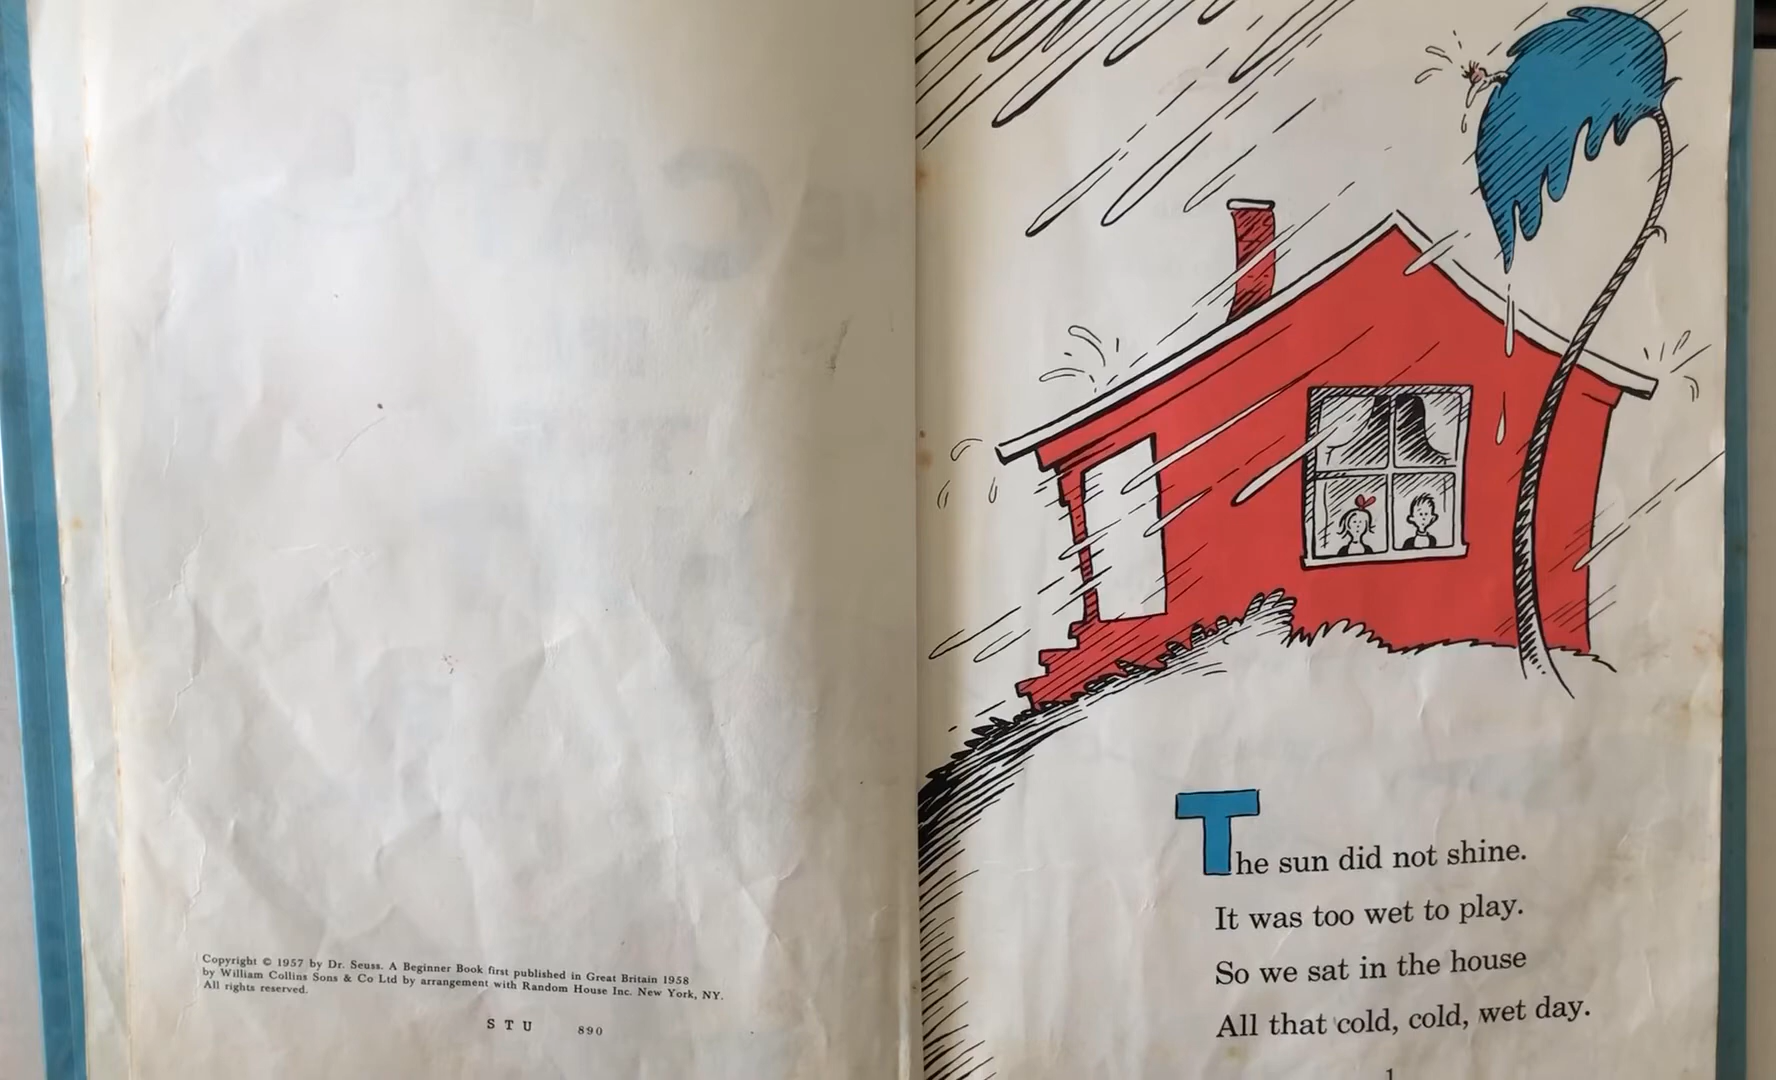 Copyright © 1957 by Dr. Seuss. A Beginner Book first published in Great Britain 1958
by William Collins Sons & Co Ltd by arrangement with Random House Inc. New York, NY.
All rights reserved.
S T U 890
The sun did not shine.
It was too wet to play.
So we sat in the house
All that cold, cold, wet day.
1